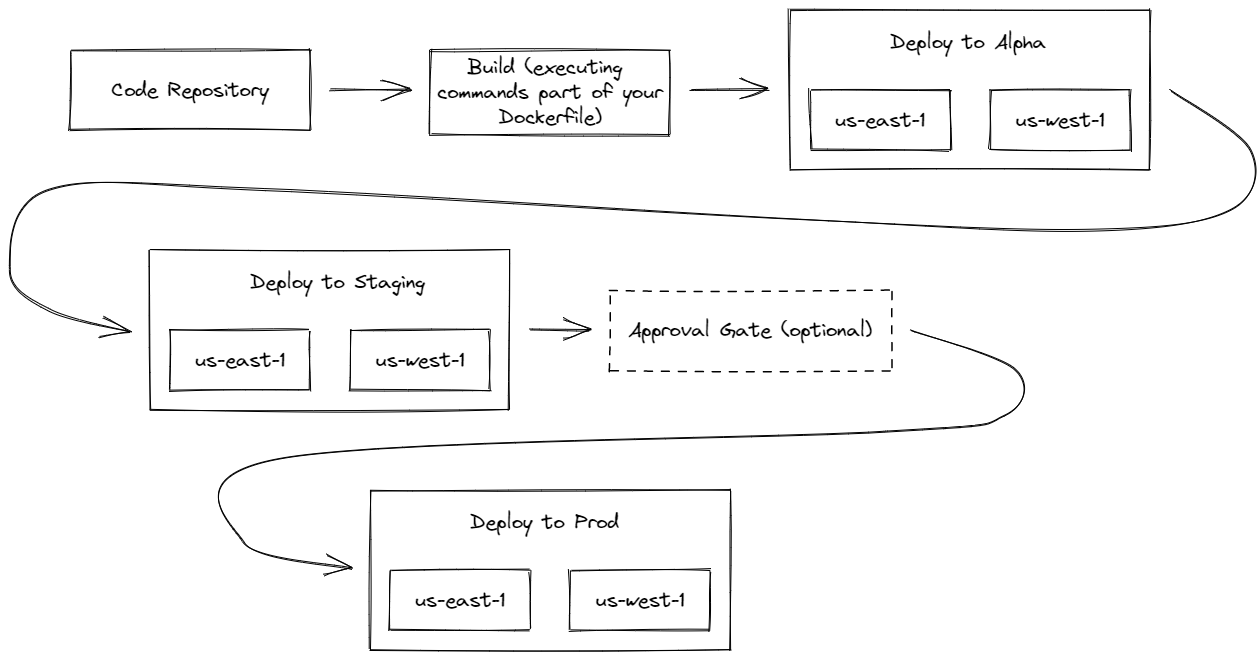 Code Repository
Build (executing
commands part of your
Dockerfile)
Deploy to Alpha
us-east-1
us-west-1
Deploy to Staging
us-east-1
us-west-1
Approval Gate (optional)
Deploy to Prod
us-east-1
us-west-1